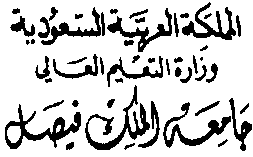 المملكة العربية السعودية
وزارة التعليم العالي
جامعة الملك فيصل